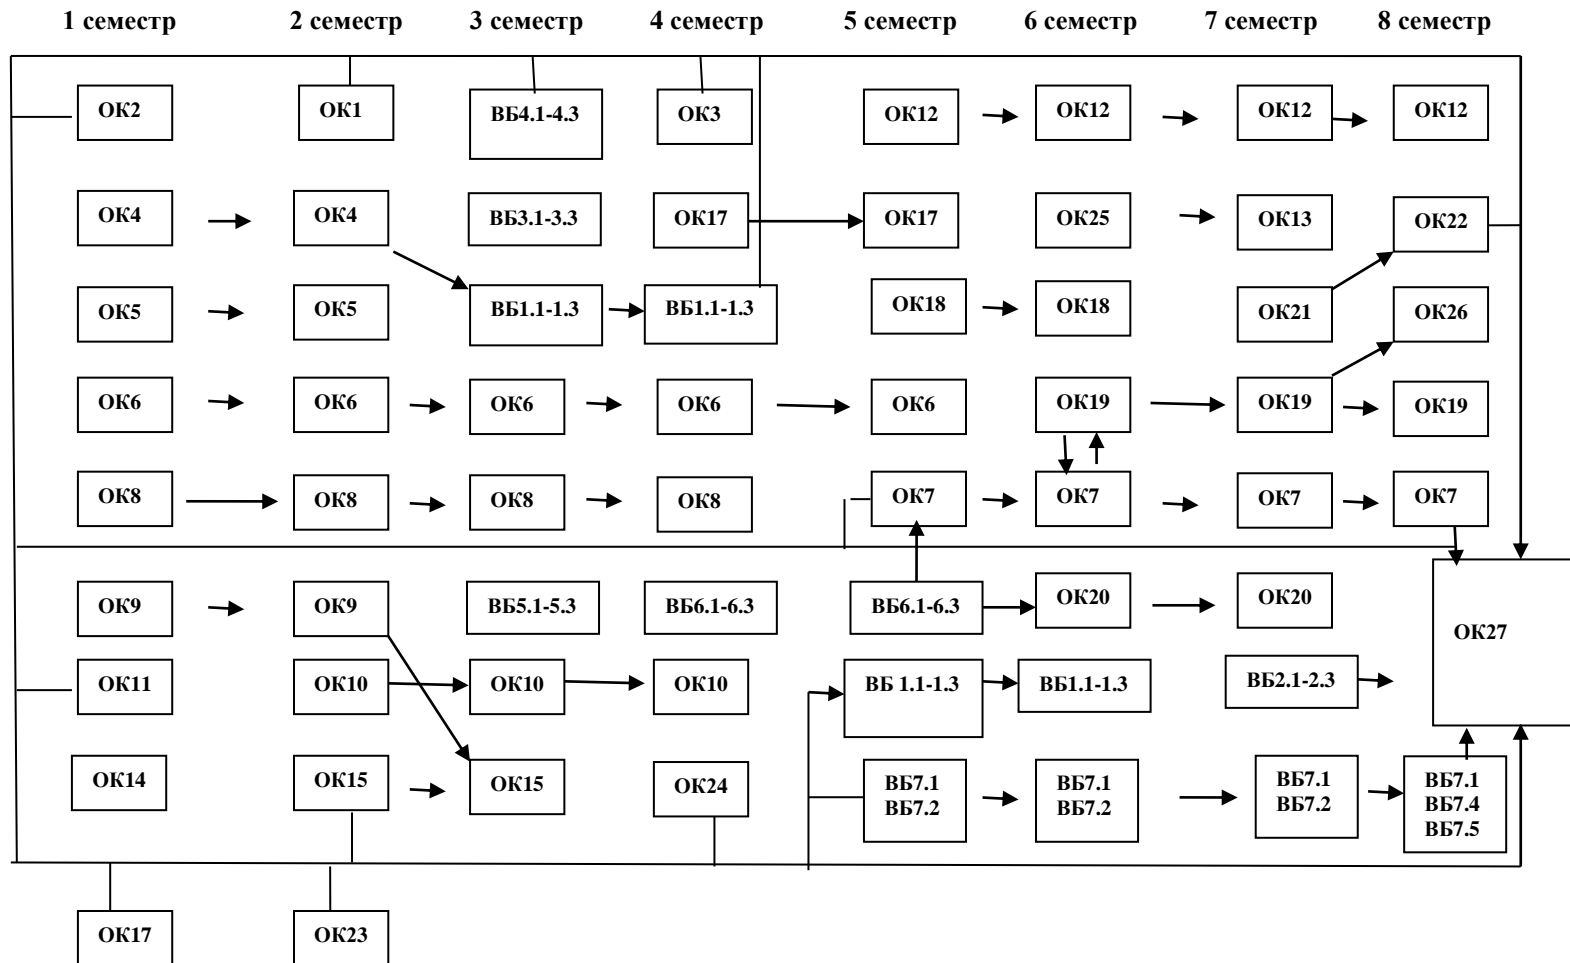 1 семестр 2 семестр 3 семестр 4 семестр 5 семестр 6 семестр 7 семестр 8 семестр
ОК2 ОК1 ВБ4.1-4.3 ОК3 ОК12 ОК12 ОК12 ОК12
ОК4 ОК4 ВБ3.1-3.3 ОК17 ОК17 ОК25 ОК13 ОК22
ОК5 ОК5 ВБ1.1-1.3 ВБ1.1-1.3 ОК18 ОК18 ОК21 ОК26
ОК6 ОК6 ОК6 ОК6 ОК6 ОК19 ОК19 ОК19
ОК8 ОК8 ОК8 ОК8 ОК7 ОК7 ОК7 ОК7
ОК9 ОК9 ВБ5.1-5.3 ВБ6.1-6.3 ВБ6.1-6.3 ОК20 ОК20
ОК27
ОК11 ОК10 ОК10 ОК10 ВБ 1.1-1.3 ВБ1.1-1.3 ВБ2.1-2.3
ОК14 ОК15 ОК15 ОК24 ВБ7.1 ВБ7.1 ВБ7.1 ВБ7.1
ВБ7.2 ВБ7.2 ВБ7.2 ВБ7.4
ВБ7.5
ОК17 ОК23